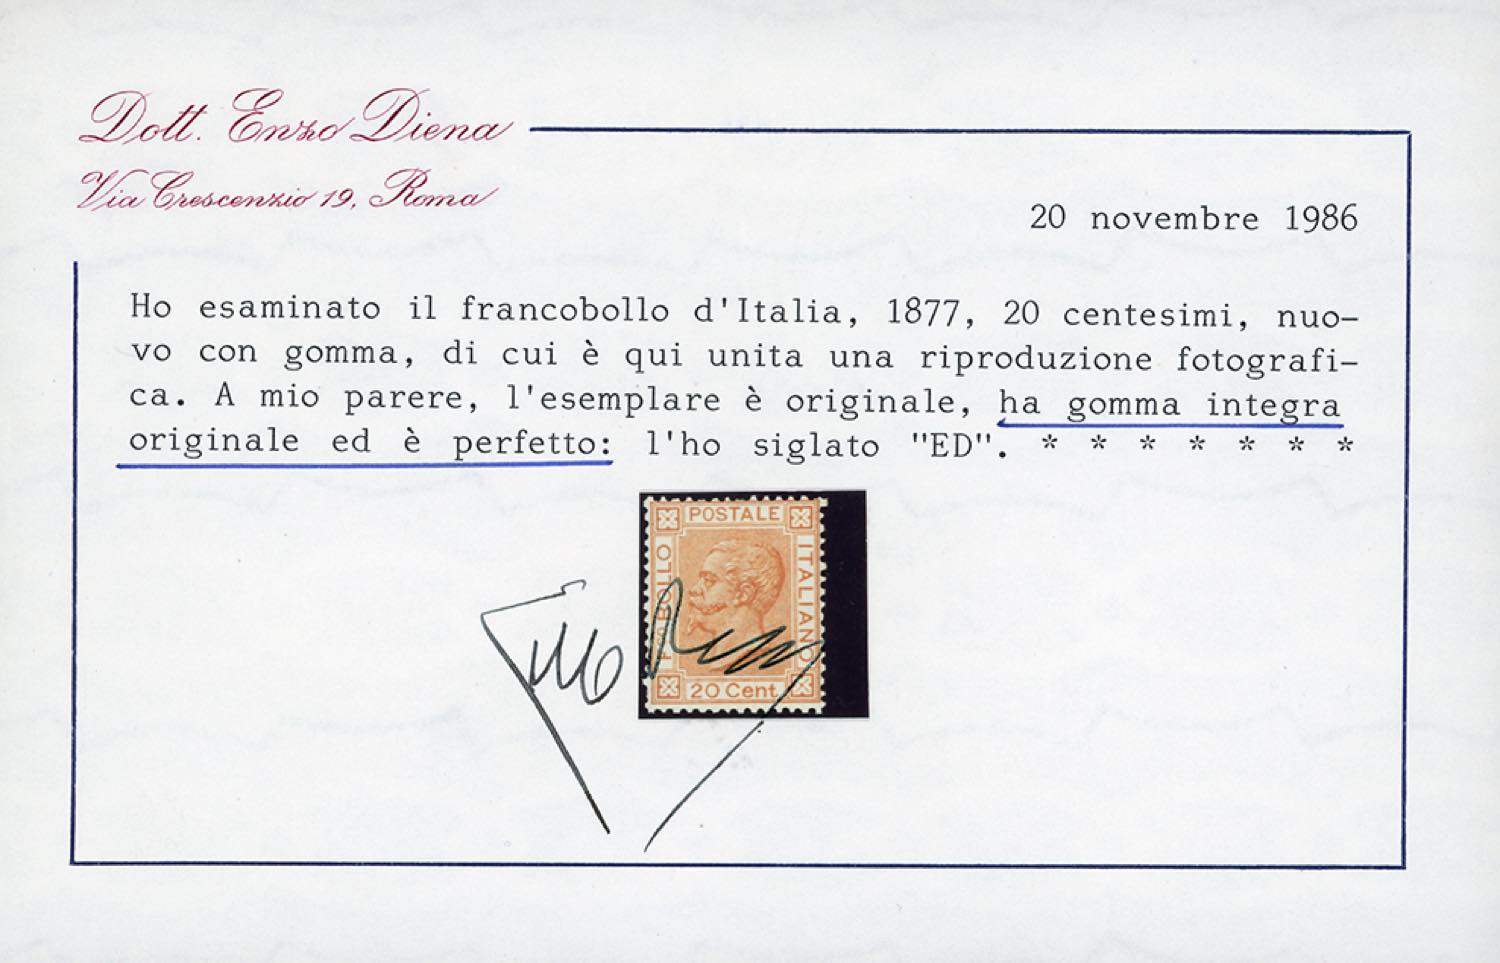 Dott. Enzo Diena
Via Crescenzio 19, Roma
20 novembre 1986
Ho esaminato il francobollo d'Italia, 1877, 20 centesimi, nuo-
vo con gomma, di cui è qui unita una riproduzione fotografi-
ca. A mio parere, l'esemplare è originale, ha gomma integra
originale ed è perfetto: l'ho siglato "ED". * * * * * * *
POSTALE
BOLLO
ITALIANO
20 Cent